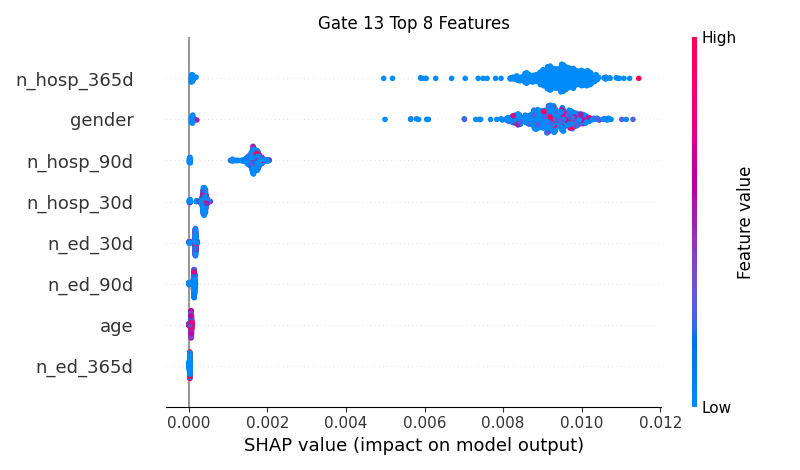 Gate 13 Top 8 Features
High
n_hosp_365d
gender
n_hosp_90d
n_hosp_30d
n_ed_30d
n_ed_90d
age
n_ed_365d
Feature value
Low
0.000 0.002 0.004 0.006 0.008 0.010 0.012
SHAP value (impact on model output)